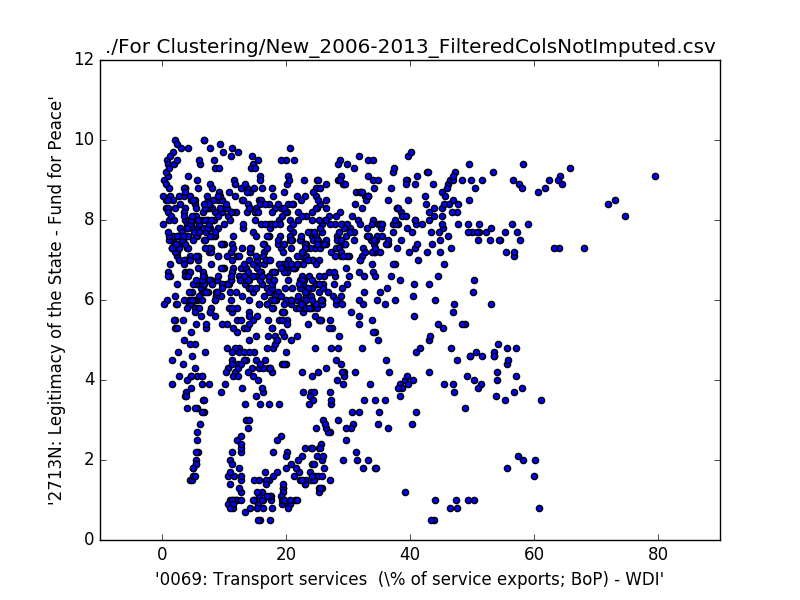 ./For Clustering/New_2006-2013_FilteredColsNotImputed.csv
12
10
8
6
4
2
0
'2713N: Legitimacy of the State - Fund for Peace'
0 20 40 60 80
'0069: Transport services  (\% of service exports; BoP) - WDI'